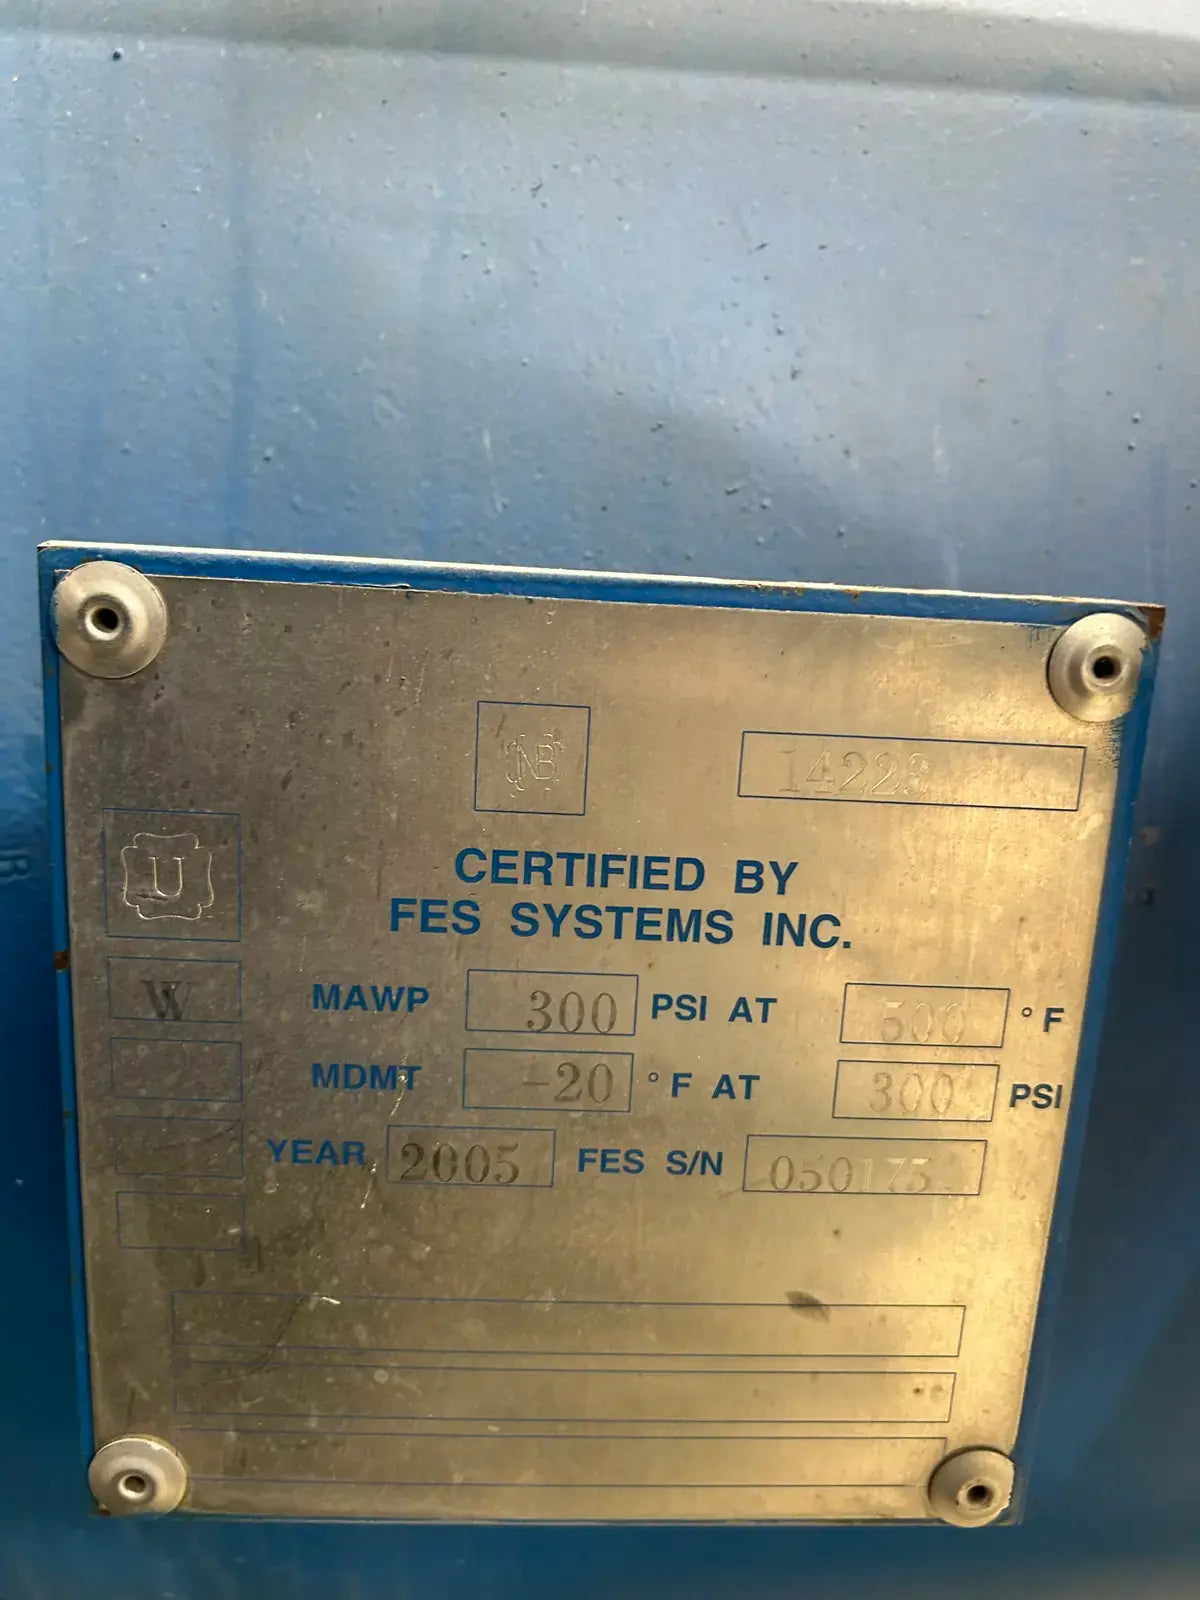 NB 14223
U
CERTIFIED BY
FES SYSTEMS INC.
W MAWP 300 PSI AT 500 °F
MDMT -20 °F AT 300 PSI
YEAR 2005 FES S/N 050175